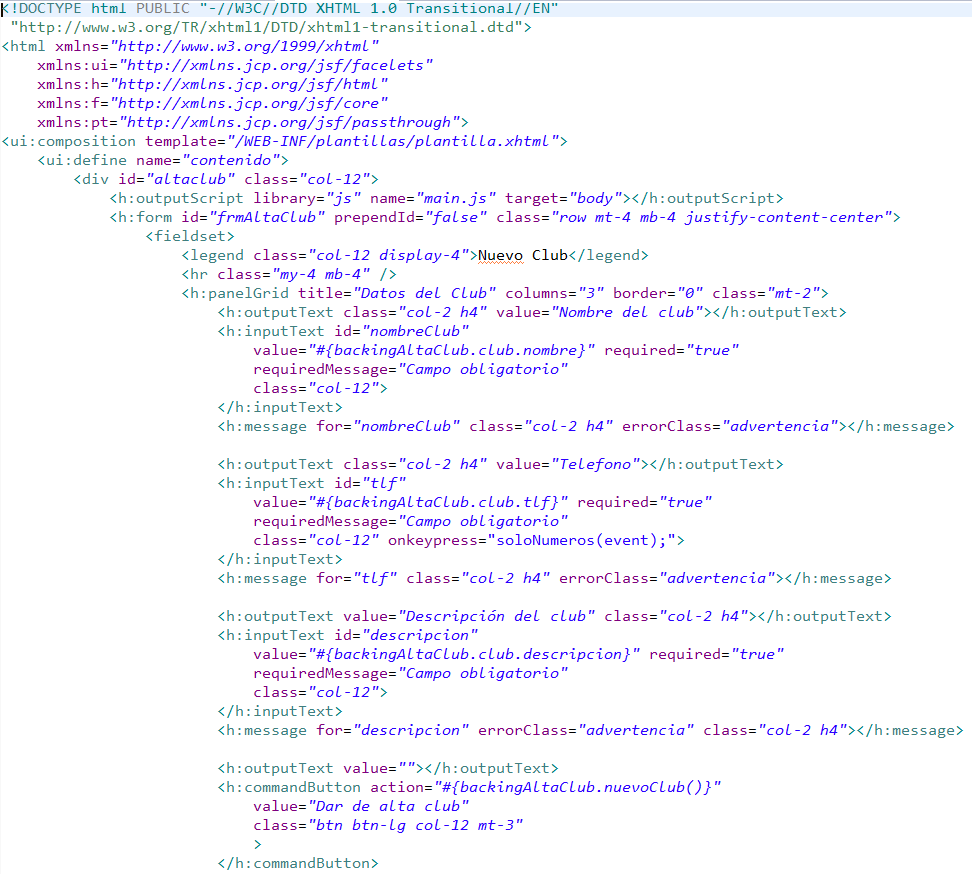 <!DOCTYPE html PUBLIC "-//W3C//DTD XHTML 1.0 Transitional//EN"
 "http://www.w3.org/TR/xhtml1/DTD/xhtml1-transitional.dtd">
<html xmlns="http://www.w3.org/1999/xhtml"
    xmlns:ui="http://xmlns.jcp.org/jsf/facelets"
    xmlns:h="http://xmlns.jcp.org/jsf/html"
    xmlns:f="http://xmlns.jcp.org/jsf/core"
    xmlns:pt="http://xmlns.jcp.org/jsf/passthrough">
<ui:composition template="/WEB-INF/plantillas/plantilla.xhtml">
    <ui:define name="contenido">
        <div id="altaclub" class="col-12">
            <h:outputScript library="js" name="main.js" target="body"></h:outputScript>
            <h:form id="frmAltaClub" prependId="false" class="row mt-4 mb-4 justify-content-center">
                <fieldset>
                    <legend class="col-12 display-4">Nuevo Club</legend>
                    <hr class="my-4 mb-4" />
                    <h:panelGrid title="Datos del Club" columns="3" border="0" class="mt-2">
                        <h:outputText class="col-2 h4" value="Nombre del club"></h:outputText>
                        <h:inputText id="nombreClub"
                            value="#{backingAltaClub.club.nombre}" required="true"
                            requiredMessage="Campo obligatorio"
                            class="col-12">
                        </h:inputText>
                        <h:message for="nombreClub" class="col-2 h4" errorClass="advertencia"></h:message>

                        <h:outputText class="col-2 h4" value="Telefono"></h:outputText>
                        <h:inputText id="tlf"
                            value="#{backingAltaClub.club.tlf}" required="true"
                            requiredMessage="Campo obligatorio"
                            class="col-12" onkeypress="soloNumeros(event);">
                        </h:inputText>
                        <h:message for="tlf" class="col-2 h4" errorClass="advertencia"></h:message>

                        <h:outputText value="Descripción del club" class="col-2 h4"></h:outputText>
                        <h:inputText id="descripcion"
                            value="#{backingAltaClub.club.descripcion}" required="true"
                            requiredMessage="Campo obligatorio"
                            class="col-12">
                        </h:inputText>
                        <h:message for="descripcion" errorClass="advertencia" class="col-2 h4"></h:message>

                        <h:outputText value=""></h:outputText>
                        <h:commandButton action="#{backingAltaClub.nuevoClub()}"
                            value="Dar de alta club"
                            class="btn btn-lg col-12 mt-3"
                            >
                        </h:commandButton>